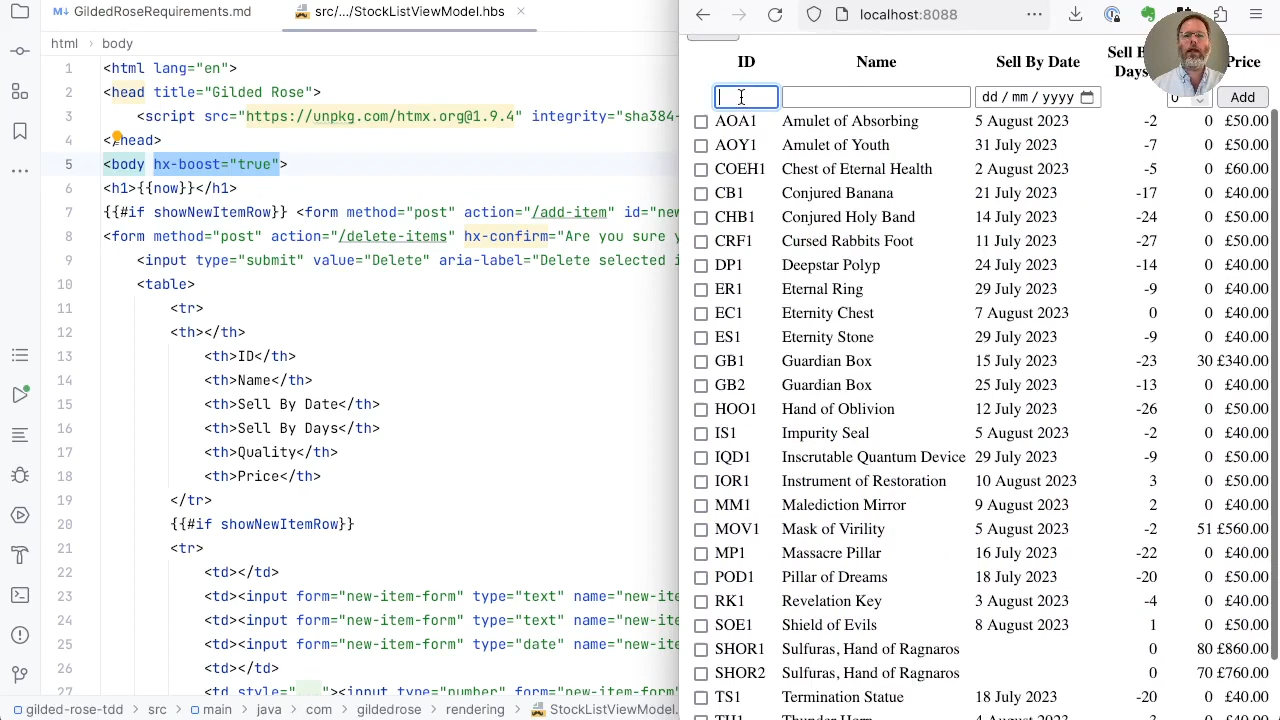 GildedRoseRequirements.md
src/.../StockListViewModel.hbs
html body
1 <html lang="en">
2 <head title="Gilded Rose">
3 <script src="https://unpkg.com/htmx.org@1.9.4" integrity="sha384-
4 </head>
5 <body hx-boost="true">
6 <h1>{{now}}</h1>
7 {{#if showNewItemRow}} <form method="post" action="/add-item" id="new
8 <form method="post" action="/delete-items" hx-confirm="Are you sure y
9 <input type="submit" value="Delete" aria-label="Delete selected i
10 <table>
11 <tr>
12 <th></th>
13 <th>ID</th>
14 <th>Name</th>
15 <th>Sell By Date</th>
16 <th>Sell By Days</th>
17 <th>Quality</th>
18 <th>Price</th>
19 </tr>
20 {{#if showNewItemRow}}
21 <tr>
22 <td></td>
23 <td><input form="new-item-form" type="text" name="new-ite
24 <td><input form="new-item-form" type="text" name="new-ite
25 <td><input form="new-item-form" type="date" name="new-ite
26 <td></td>
27 <td style="..."><input type="number" form="new-item-form"
gilded-rose-tdd src main java com gildedrose rendering StockListViewModel.
localhost:8088
ID Name Sell By Date Sell B Days Price
dd / mm / yyyy 0 Add
AOA1 Amulet of Absorbing 5 August 2023 -2 0 £50.00
AOY1 Amulet of Youth 31 July 2023 -7 0 £50.00
COEH1 Chest of Eternal Health 2 August 2023 -5 0 £60.00
CB1 Conjured Banana 21 July 2023 -17 0 £40.00
CHB1 Conjured Holy Band 14 July 2023 -24 0 £50.00
CRF1 Cursed Rabbits Foot 11 July 2023 -27 0 £50.00
DP1 Deepstar Polyp 24 July 2023 -14 0 £40.00
ER1 Eternal Ring 29 July 2023 -9 0 £40.00
EC1 Eternity Chest 7 August 2023 0 0 £40.00
ES1 Eternity Stone 29 July 2023 -9 0 £40.00
GB1 Guardian Box 15 July 2023 -23 30 £340.00
GB2 Guardian Box 25 July 2023 -13 0 £40.00
HOO1 Hand of Oblivion 12 July 2023 -26 0 £50.00
IS1 Impurity Seal 5 August 2023 -2 0 £40.00
IQD1 Inscrutable Quantum Device 29 July 2023 -9 0 £50.00
IOR1 Instrument of Restoration 10 August 2023 3 0 £50.00
MM1 Malediction Mirror 9 August 2023 2 0 £40.00
MOV1 Mask of Virility 5 August 2023 -2 51 £560.00
MP1 Massacre Pillar 16 July 2023 -22 0 £40.00
POD1 Pillar of Dreams 18 July 2023 -20 0 £50.00
RK1 Revelation Key 3 August 2023 -4 0 £40.00
SOE1 Shield of Evils 8 August 2023 1 0 £50.00
SHOR1 Sulfuras, Hand of Ragnaros 0 80 £860.00
SHOR2 Sulfuras, Hand of Ragnaros 0 70 £760.00
TS1 Termination Statue 18 July 2023 -20 0 £40.00